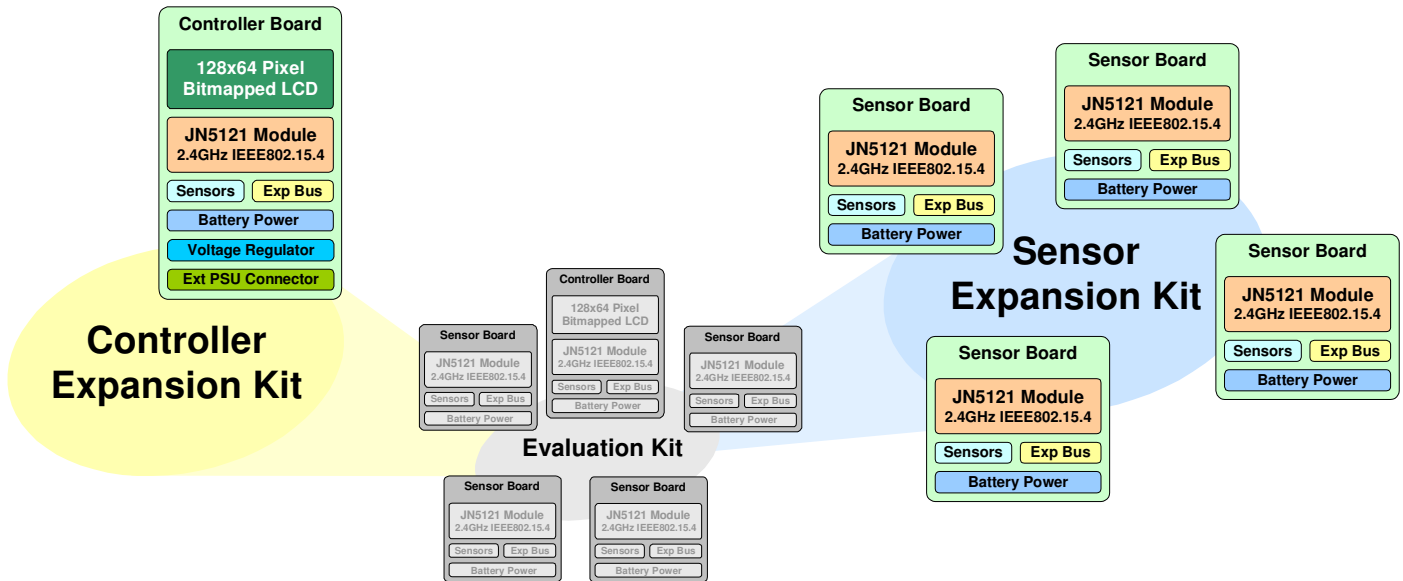 Controller Board
128x64 Pixel
Bitmapped LCD
JN5121 Module
2.4GHz IEEE802.15.4
Sensors
Exp Bus
Battery Power
Voltage Regulator
Ext PSU Connector
Controller
Expansion Kit
Controller Board
128x64 Pixel
Bitmapped LCD
JN5121 Module
2.4GHz IEEE802.15.4
Sensors
Exp Bus
Battery Power
Sensor Board
JN5121 Module
2.4GHz IEEE802.15.4
Sensors
Exp Bus
Battery Power
Sensor Board
JN5121 Module
2.4GHz IEEE802.15.4
Sensors
Exp Bus
Battery Power
Evaluation Kit
Sensor Board
JN5121 Module
2.4GHz IEEE802.15.4
Sensors
Exp Bus
Battery Power
Sensor Board
JN5121 Module
2.4GHz IEEE802.15.4
Sensors
Exp Bus
Battery Power
Sensor Board
JN5121 Module
2.4GHz IEEE802.15.4
Sensors
Exp Bus
Battery Power
Sensor Board
JN5121 Module
2.4GHz IEEE802.15.4
Sensors
Exp Bus
Battery Power
Sensor
Expansion Kit
Sensor Board
JN5121 Module
2.4GHz IEEE802.15.4
Sensors
Exp Bus
Battery Power
Sensor Board
JN5121 Module
2.4GHz IEEE802.15.4
Sensors
Exp Bus
Battery Power